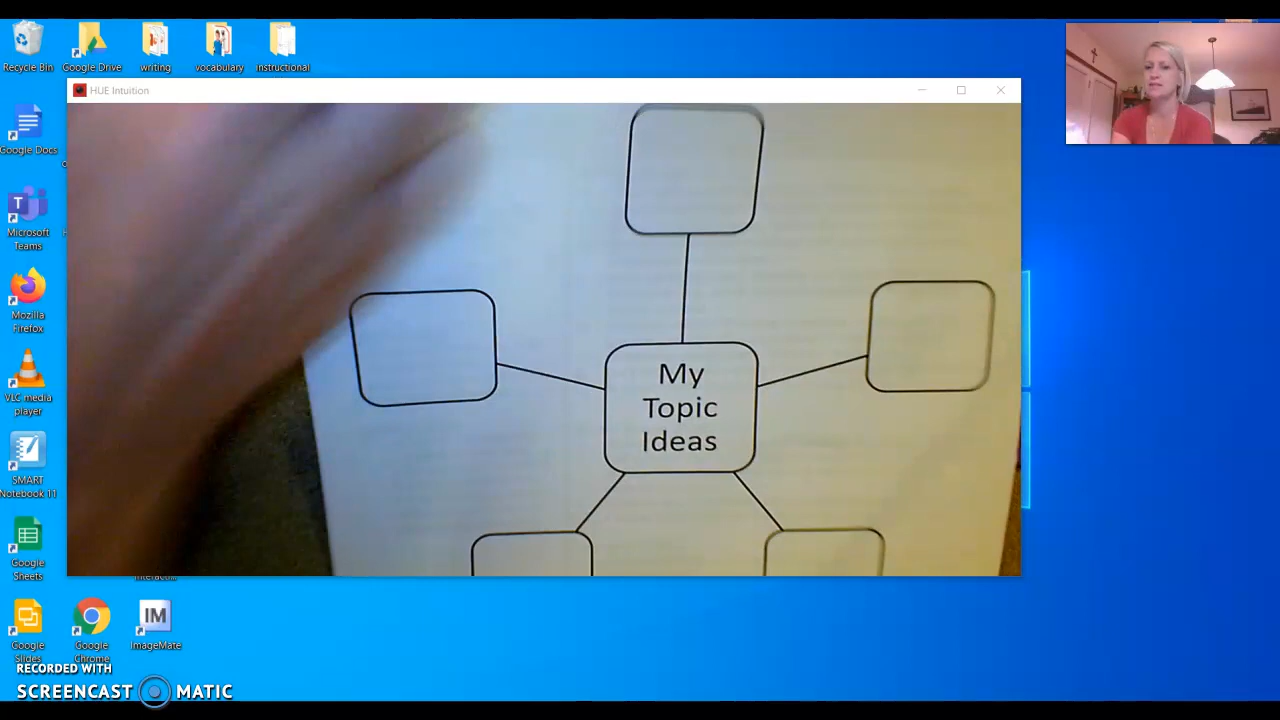 Recycle Bin
Google Drive
writing
vocabulary
instructional
HUE Intuition
Google Docs
Microsoft
Teams
Mozilla
Firefox
VLC media
player
SMART
Notebook 11
Google
Sheets
Google
Slides
Google
Chrome
IM
ImageMate
My
Topic
Ideas
RECORDED WITH
SCREENCAST MATIC